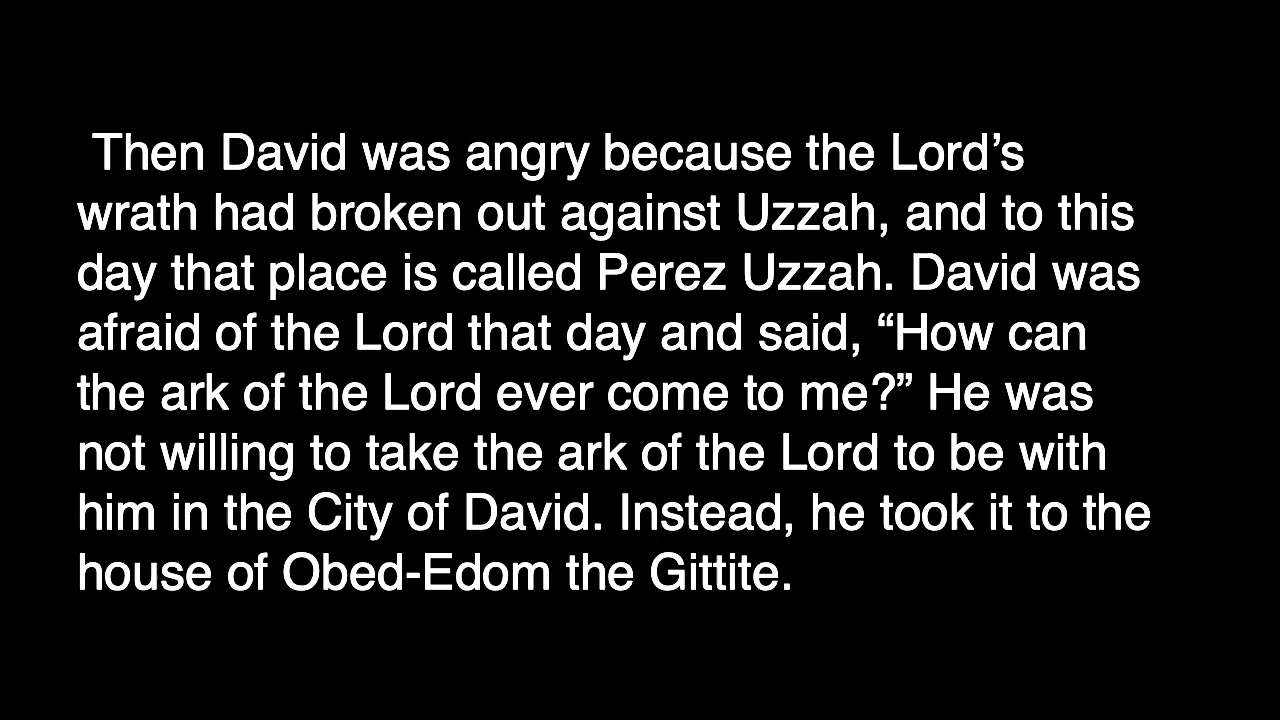 Then David was angry because the Lord’s
wrath had broken out against Uzzah, and to this
day that place is called Perez Uzzah. David was
afraid of the Lord that day and said, “How can
the ark of the Lord ever come to me?” He was
not willing to take the ark of the Lord to be with
him in the City of David. Instead, he took it to the
house of Obed-Edom the Gittite.